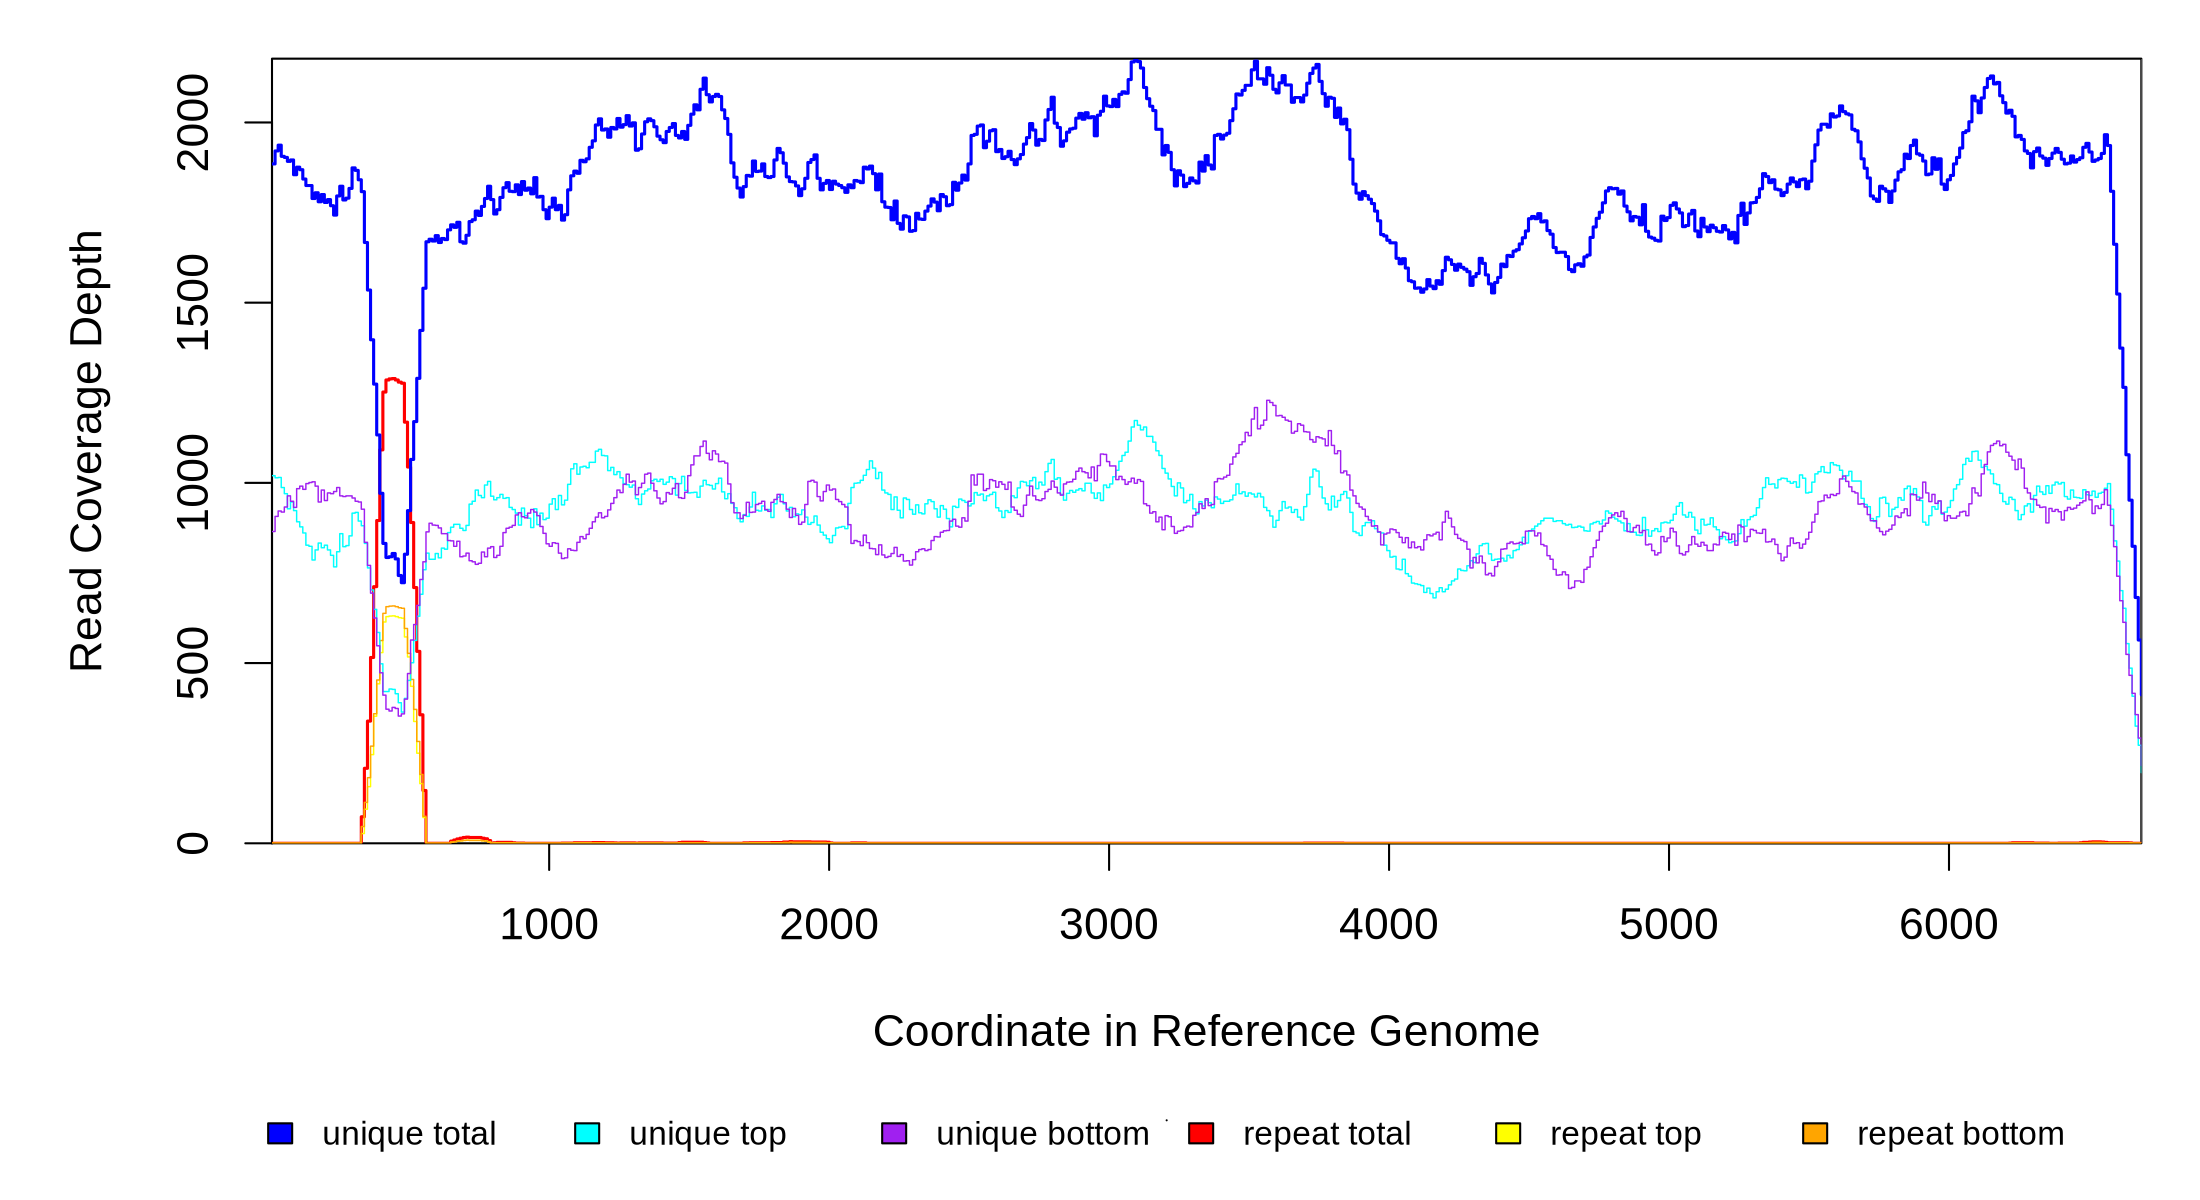 Read Coverage Depth
2000
1500
1000
500
0
1000 2000 3000 4000 5000 6000
Coordinate in Reference Genome
unique total unique top unique bottom repeat total repeat top repeat bottom